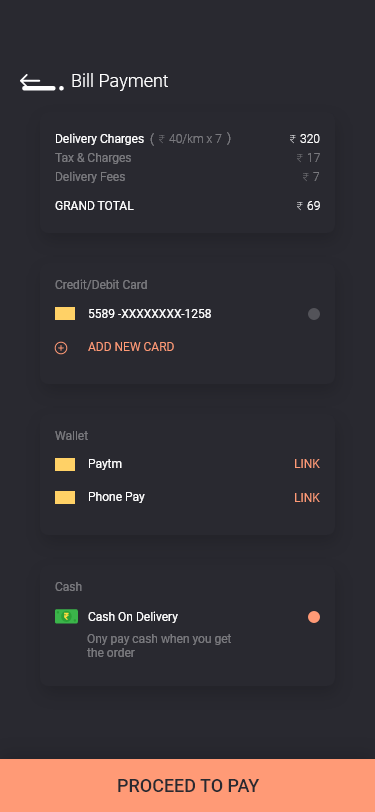 Bill Payment
Delivery Charges ( ₹ 40/km x 7 ) ₹ 320
Tax & Charges ₹ 17
Delivery Fees ₹ 7
GRAND TOTAL ₹ 69
Credit/Debit Card
5589 -XXXXXXXX-1258
ADD NEW CARD
Wallet
Paytm LINK
Phone Pay LINK
Cash
Cash On Delivery
Ony pay cash when you get
the order
PROCEED TO PAY